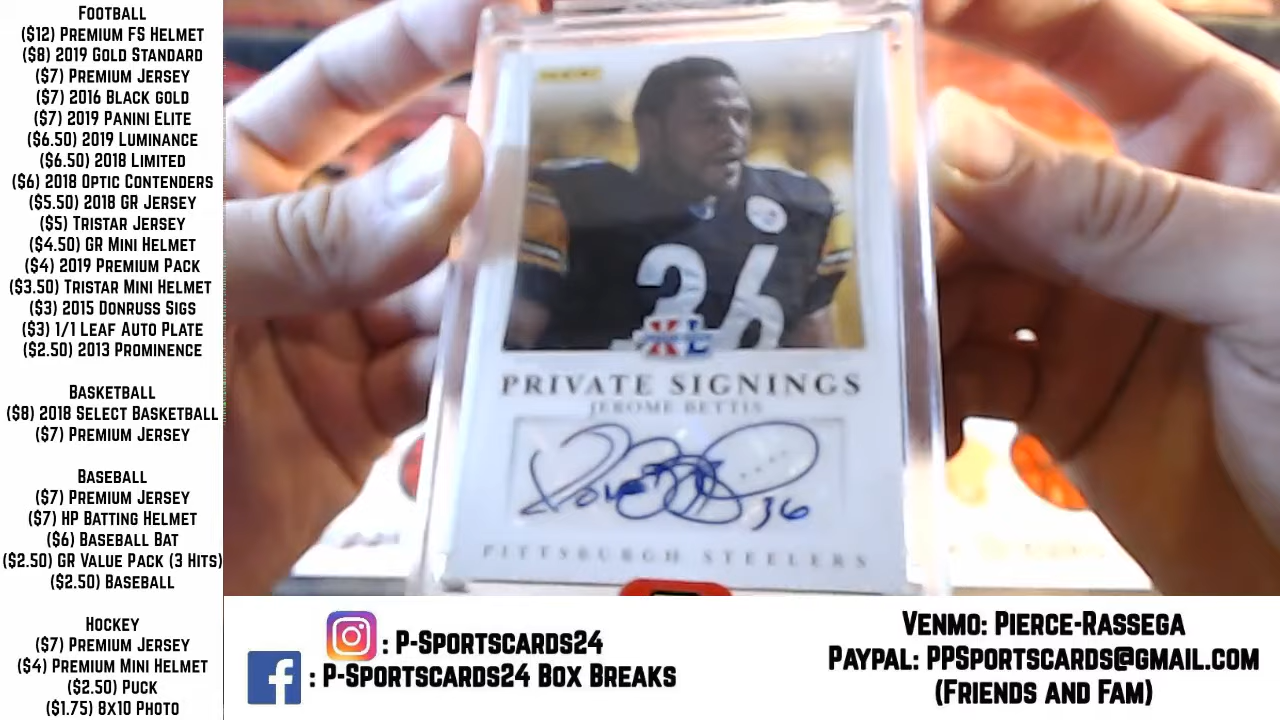 Football
($12) Premium FS Helmet
($8) 2019 Gold Standard
($7) Premium Jersey
($7) 2016 Black gold
($7) 2019 Panini Elite
($6.50) 2019 Luminance
($6.50) 2018 Limited
($6) 2018 Optic Contenders
($5.50) 2018 GR Jersey
($5) Tristar Jersey
($4.50) GR Mini Helmet
($4) 2019 Premium Pack
($3.50) Tristar Mini Helmet
($3) 2015 Donruss Sigs
($3) 1/1 Leaf Auto Plate
($2.50) 2013 Prominence
Basketball
($8) 2018 Select Basketball
($7) Premium Jersey
Baseball
($7) Premium Jersey
($7) HP Batting Helmet
($6) Baseball Bat
($2.50) GR Value Pack (3 Hits)
($2.50) Baseball
Hockey
($7) Premium Jersey
($4) Premium Mini Helmet
($2.50) Puck
($1.75) 8x10 Photo
PANINI
36
XL
PRIVATE SIGNINGS
JEROME BETTIS
36
PITTSBURGH STEELERS
: P-Sportscards24
: P-Sportscards24 Box Breaks
Venmo: Pierce-Rassega
PayPal: PPSportscards@gmail.com
(Friends and Fam)